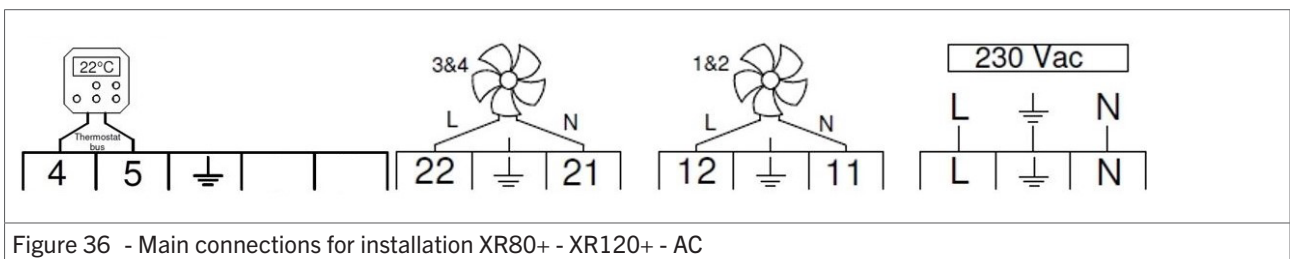 22°C
Thermostat
bus
4 5
3&4
L N
22 21
1&2
L N
12 11
230 Vac
L N
L N
Figure 36 - Main connections for installation XR80+ - XR120+ - AC